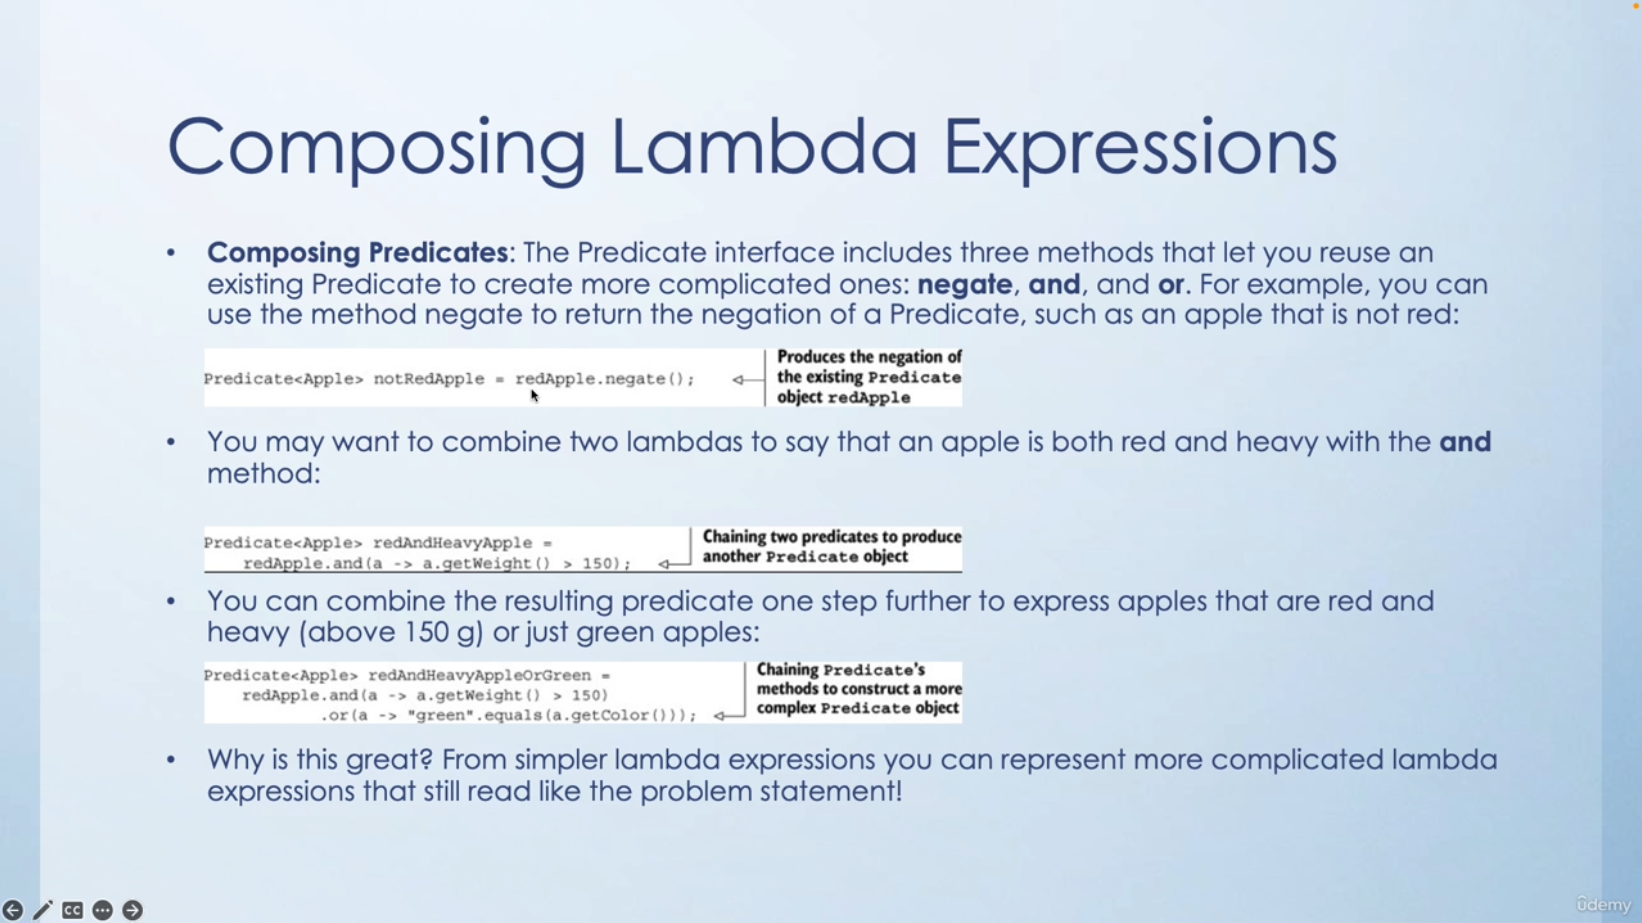 Composing Lambda Expressions
• Composing Predicates: The Predicate interface includes three methods that let you reuse an
existing Predicate to create more complicated ones: negate, and, and or. For example, you can
use the method negate to return the negation of a Predicate, such as an apple that is not red:
Predicate<Apple> notRedApple = redApple.negate();
Produces the negation of
the existing Predicate
object redApple
• You may want to combine two lambdas to say that an apple is both red and heavy with the and
method:
Predicate<Apple> redAndHeavyApple =
redApple.and(a -> a.getWeight() > 150);
Chaining two predicates to produce
another Predicate object
• You can combine the resulting predicate one step further to express apples that are red and
heavy (above 150 g) or just green apples:
Predicate<Apple> redAndHeavyAppleOrGreen =
redApple.and(a -> a.getWeight() > 150)
.or(a -> "green".equals(a.getColor()));
Chaining Predicate's
methods to construct a more
complex Predicate object
• Why is this great? From simpler lambda expressions you can represent more complicated lambda
expressions that still read like the problem statement!
CC
ûdemy